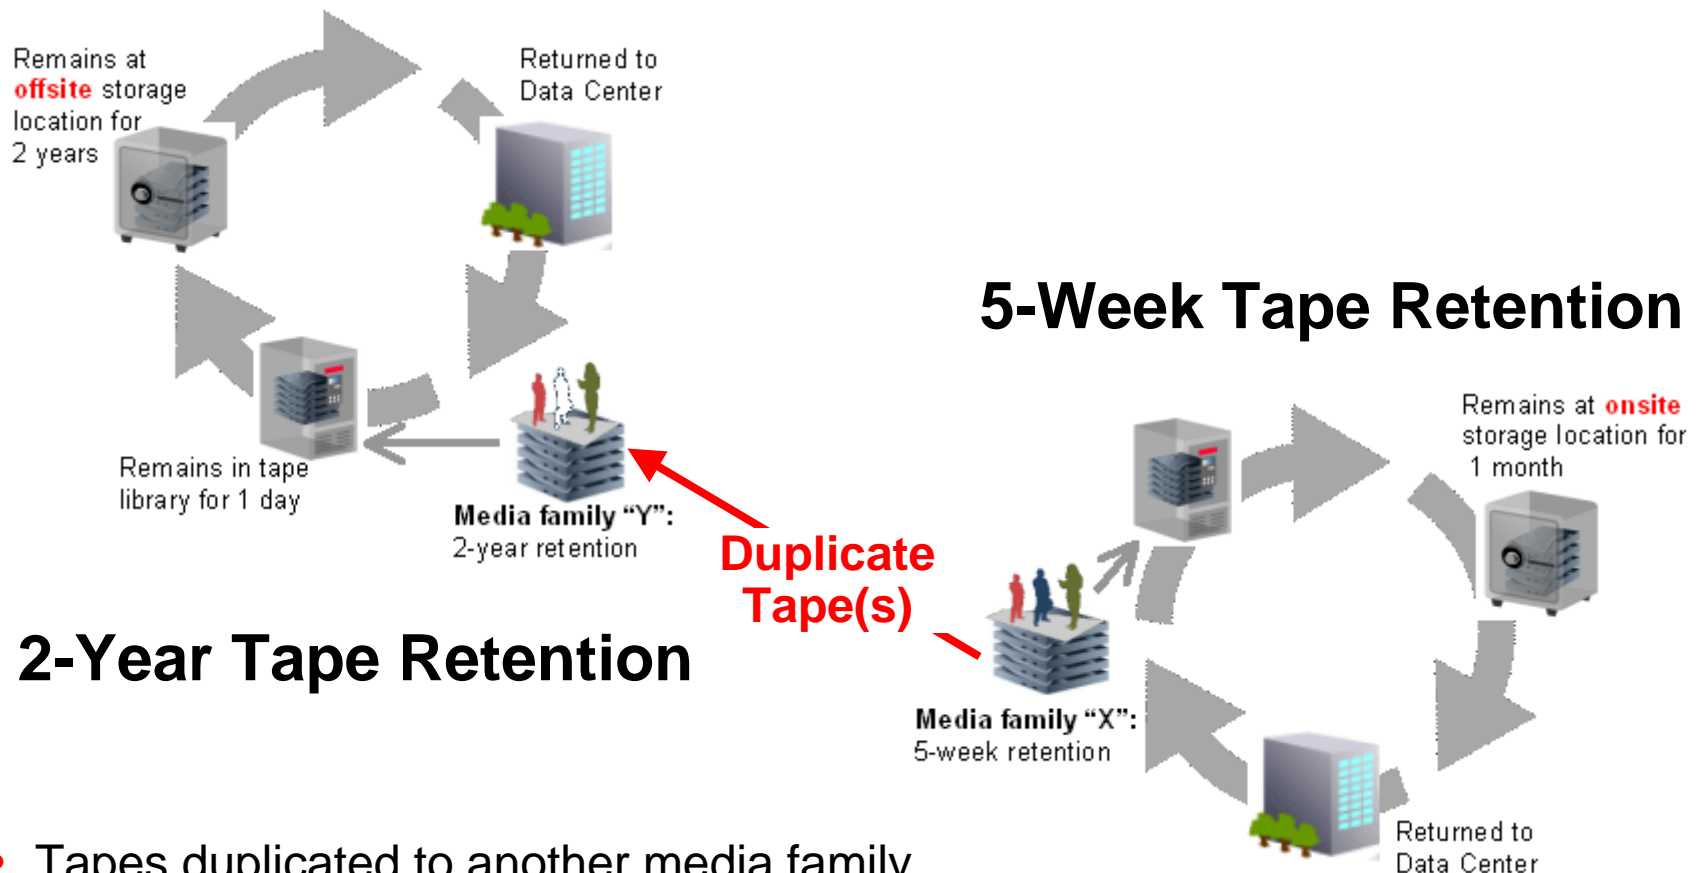 Remains at
offsite storage
location for
2 years
Returned to
Data Center
Remains in tape
library for 1 day
Media family “Y”:
2-year retention
2-Year Tape Retention
Duplicate
Tape(s)
5-Week Tape Retention
Remains at onsite
storage location for
1 month
Media family “X”:
5-week retention
Returned to
Data Center
• Tapes duplicated to another media family